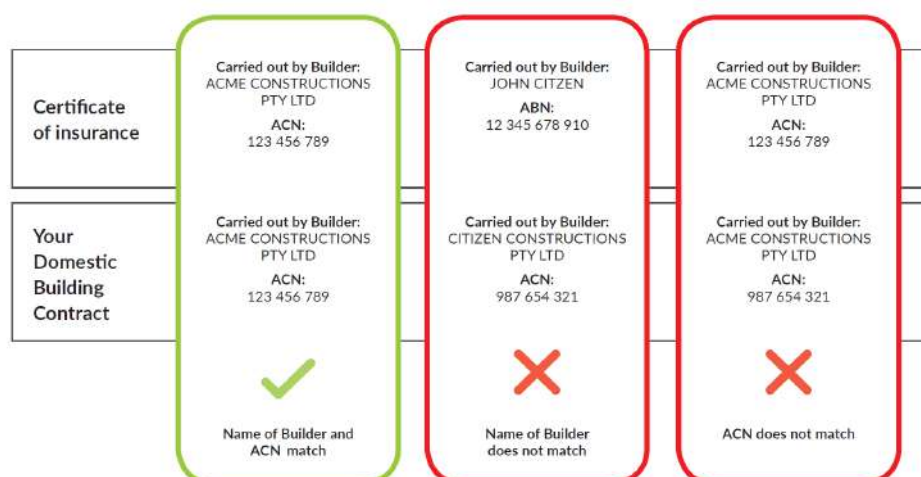 Certificate
of insurance
Carried out by Builder:
ACME CONSTRUCTIONS
PTY LTD
ACN:
123 456 789
Carried out by Builder:
JOHN CITZEN
ABN:
12 345 678 910
Carried out by Builder:
ACME CONSTRUCTIONS
PTY LTD
ACN:
123 456 789
Your
Domestic
Building
Contract
Carried out by Builder:
ACME CONSTRUCTIONS
PTY LTD
ACN:
123 456 789
Carried out by Builder:
CITIZEN CONSTRUCTIONS
PTY LTD
ACN:
987 654 321
Carried out by Builder:
ACME CONSTRUCTIONS
PTY LTD
ACN:
987 654 321
Name of Builder and
ACN match
Name of Builder
does not match
ACN does not match